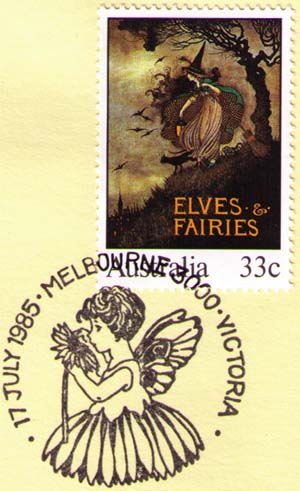 ELVES · &
FAIRIES
Australia 33c
· 17 JULY 1985 · MELBOURNE 3000 · VICTORIA ·